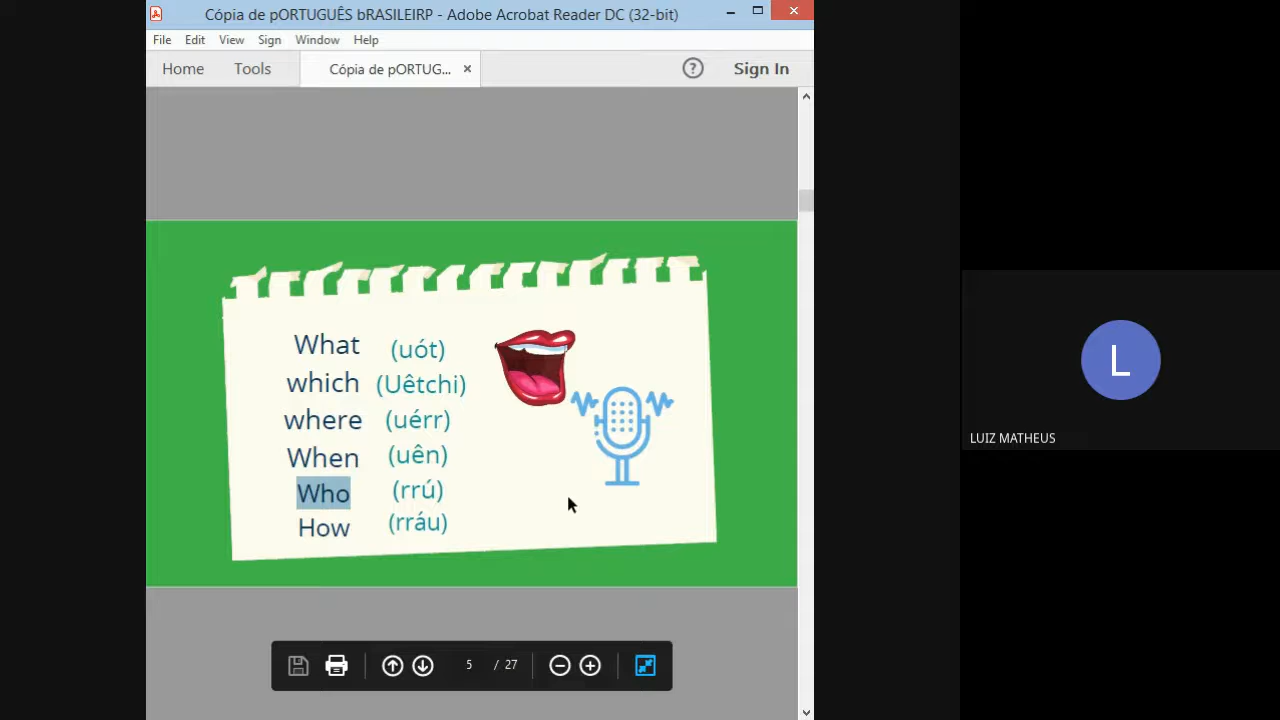 Cópia de pORTUGUÊS bRASILEIRP - Adobe Acrobat Reader DC (32-bit)
File Edit View Sign Window Help
Home Tools Cópia de pORTUG... × ? Sign In
What (uót)
which (Uêtchi)
where (uérr)
When (uên)
Who (rrú)
How (rráu)
L
LUIZ MATHEUS
5 / 27